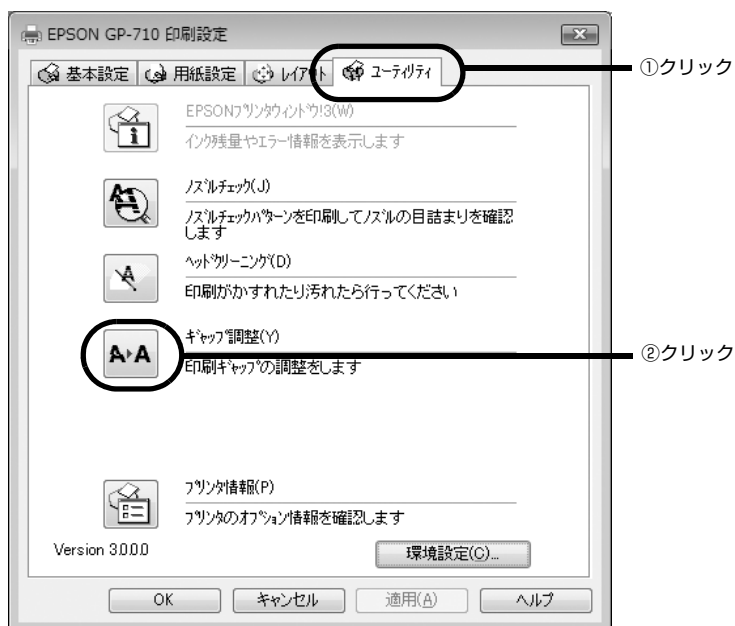 EPSON GP-710 印刷設定
基本設定 用紙設定 レイアウト ユーティリティ
①クリック
EPSONプリンタウィンドウ!3(W)
インク残量やエラー情報を表示します
ノズルチェック(J)
ノズルチェックパターンを印刷してノズルの目詰まりを確認
します
ヘッドクリーニング(D)
印刷がかすれたり汚れたら行ってください
A▸A
ギャップ調整(Y)
②クリック
印刷ギャップの調整をします
プリンタ情報(P)
プリンタのオプション情報を確認します
Version 3.0.0.0
環境設定(C)...
OK キャンセル 適用(A) ヘルプ